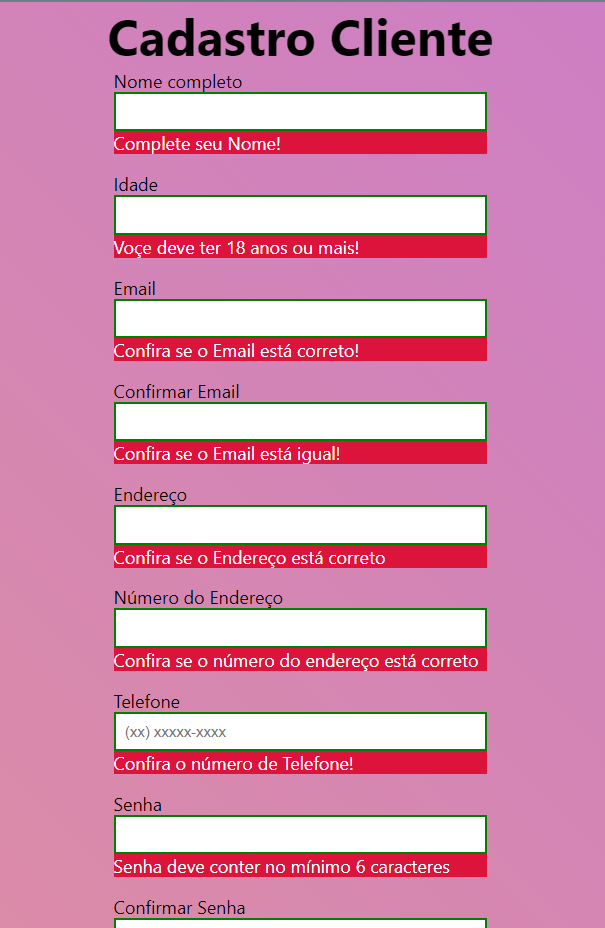 Cadastro Cliente
Nome completo
Complete seu Nome!
Idade
Voçe deve ter 18 anos ou mais!
Email
Confira se o Email está correto!
Confirmar Email
Confira se o Email está igual!
Endereço
Confira se o Endereço está correto
Número do Endereço
Confira se o número do endereço está correto
Telefone
(xx) xxxxx-xxxx
Confira o número de Telefone!
Senha
Senha deve conter no mínimo 6 caracteres
Confirmar Senha